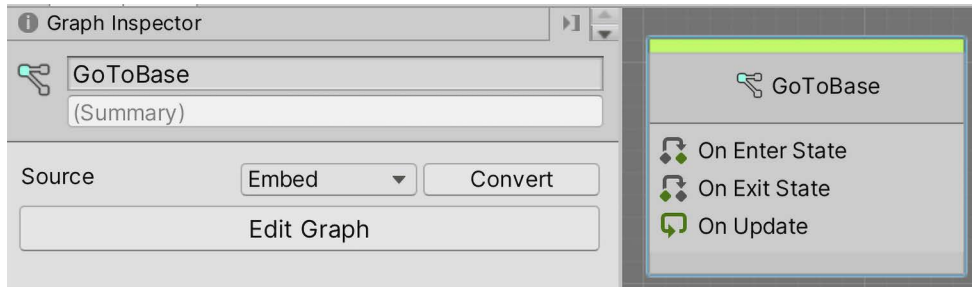 Graph Inspector
GoToBase
(Summary)
Source
Embed
Convert
Edit Graph
GoToBase
On Enter State
On Exit State
On Update